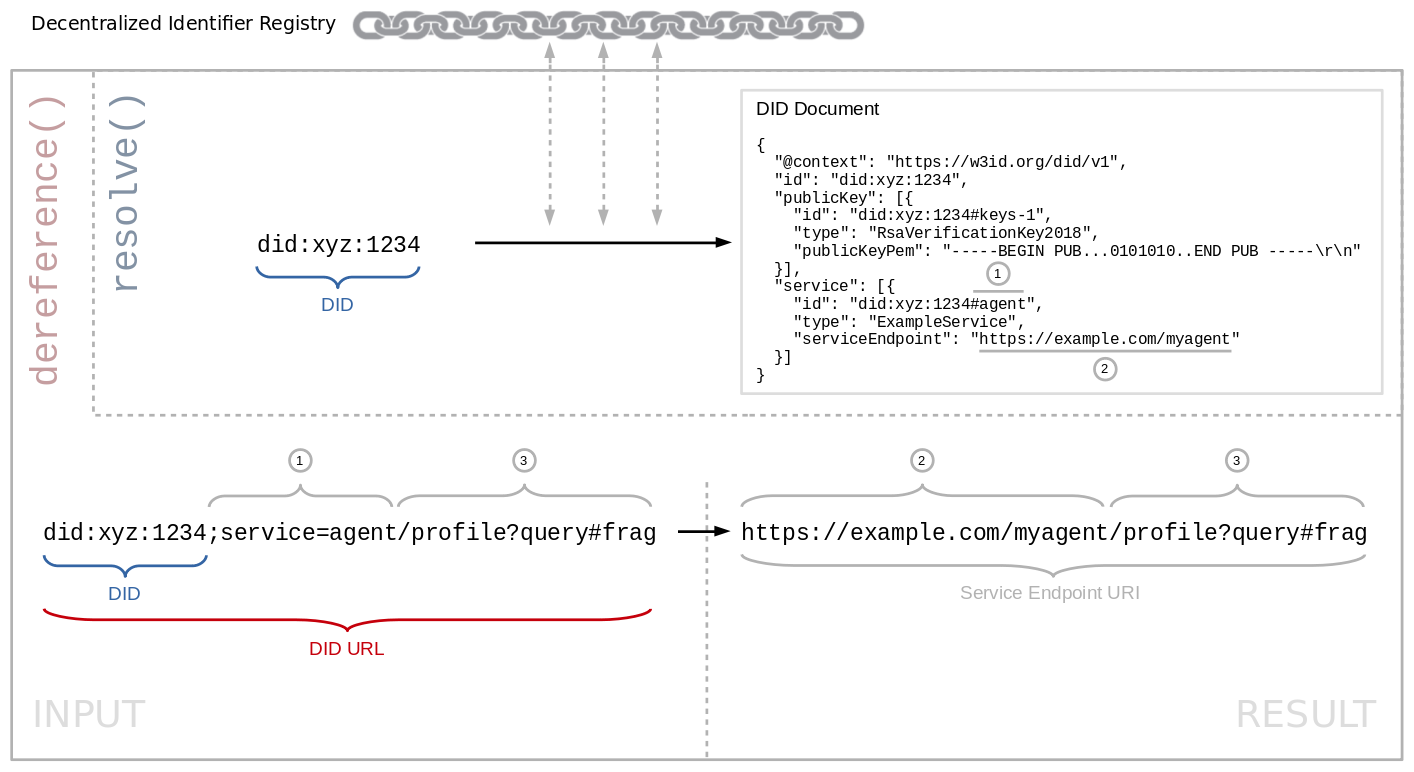 Decentralized Identifier Registry
dereference()
resolve()
DID Document
{
  "@context": "https://w3id.org/did/v1",
  "id": "did:xyz:1234",
  "publicKey": [{
    "id": "did:xyz:1234#keys-1",
    "type": "RsaVerificationKey2018",
    "publicKeyPem": "-----BEGIN PUB...0101010..END PUB -----\r\n"
  }],
1
  "service": [{
    "id": "did:xyz:1234#agent",
    "type": "ExampleService",
    "serviceEndpoint": "https://example.com/myagent"
  }]
2
}
did:xyz:1234
DID
1 3 2 3
did:xyz:1234;service=agent/profile?query#frag
https://example.com/myagent/profile?query#frag
DID
Service Endpoint URI
DID URL
INPUT
RESULT